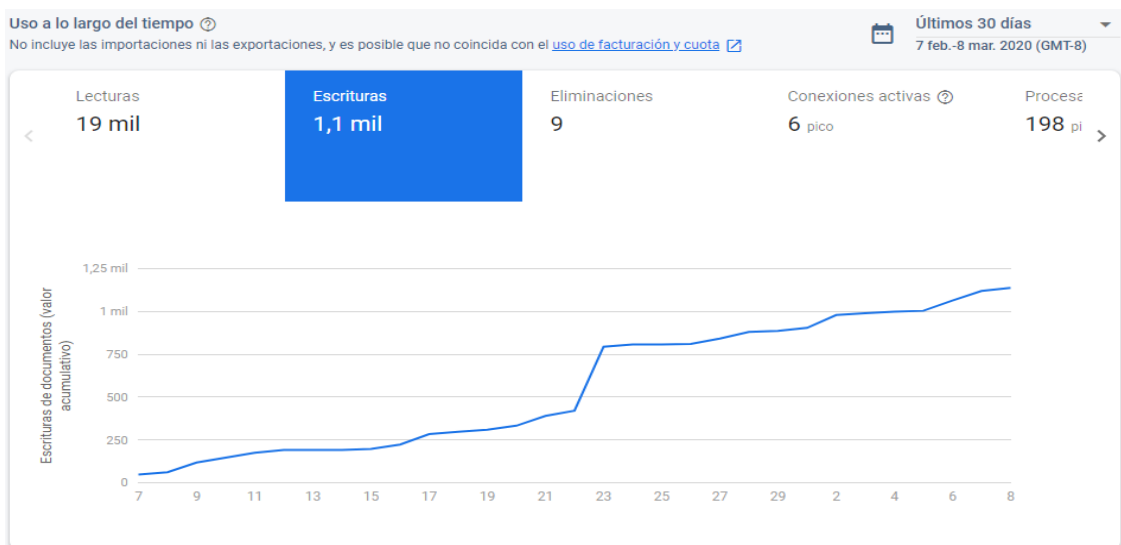 Uso a lo largo del tiempo
Últimos 30 días
No incluye las importaciones ni las exportaciones, y es posible que no coincida con el uso de facturación y cuota
7 feb.-8 mar. 2020 (GMT-8)
Lecturas
19 mil
Escrituras
1,1 mil
Eliminaciones
9
Conexiones activas
6 pico
Procesa
198 pi
Escrituras de documentos (valor
acumulativo)
1,25 mil
1 mil
750
500
250
0
7 9 11 13 15 17 19 21 23 25 27 29 2 4 6 8